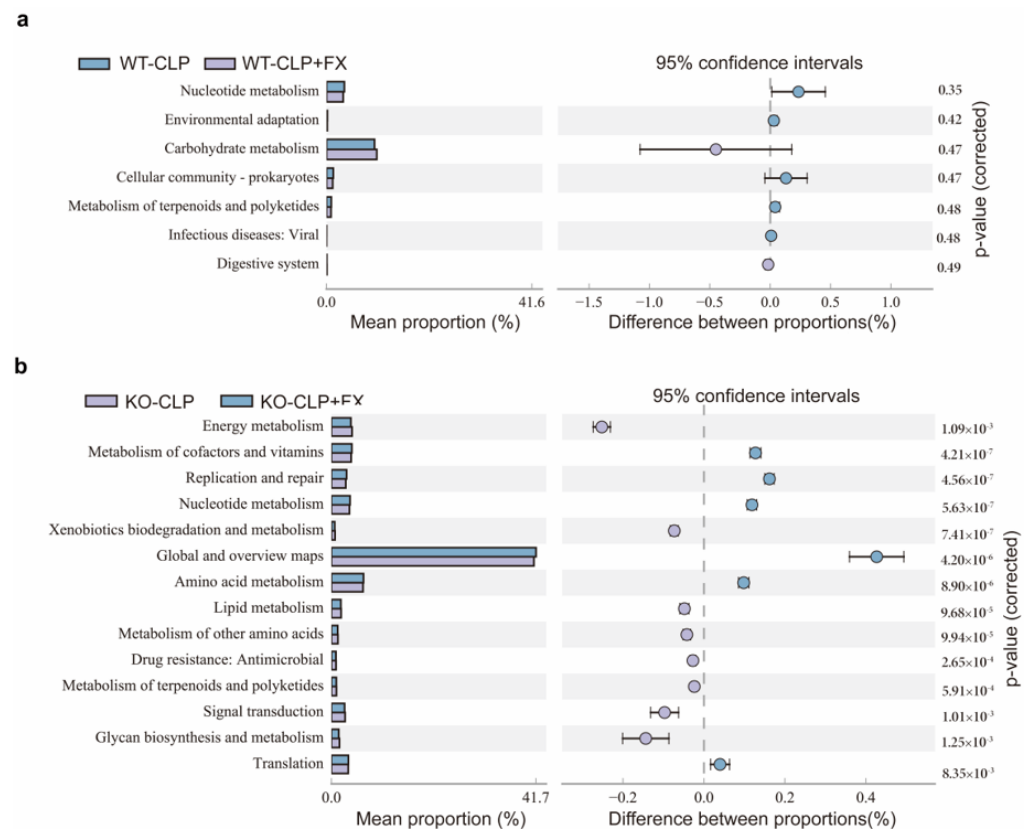 a
WT-CLP WT-CLP+FX 95% confidence intervals
Nucleotide metabolism 0.35
Environmental adaptation 0.42
Carbohydrate metabolism 0.47
Cellular community - prokaryotes 0.47
Metabolism of terpenoids and polyketides 0.48
Infectious diseases: Viral 0.48
Digestive system 0.49
p-value (corrected)
0.0 41.6 −1.5 −1.0 −0.5 0.0 0.5 1.0
Mean proportion (%) Difference between proportions(%)
b
KO-CLP KO-CLP+FX 95% confidence intervals
Energy metabolism 1.09×10⁻³
Metabolism of cofactors and vitamins 4.21×10⁻⁷
Replication and repair 4.56×10⁻⁷
Nucleotide metabolism 5.63×10⁻⁷
Xenobiotics biodegradation and metabolism 7.41×10⁻⁷
Global and overview maps 4.20×10⁻⁶
Amino acid metabolism 8.90×10⁻⁶
Lipid metabolism 9.68×10⁻⁵
Metabolism of other amino acids 9.94×10⁻⁵
Drug resistance: Antimicrobial 2.65×10⁻⁴
Metabolism of terpenoids and polyketides 5.91×10⁻⁴
Signal transduction 1.01×10⁻³
Glycan biosynthesis and metabolism 1.25×10⁻³
Translation 8.35×10⁻³
p-value (corrected)
0.0 41.7 −0.2 0.0 0.2 0.4
Mean proportion (%) Difference between proportions(%)